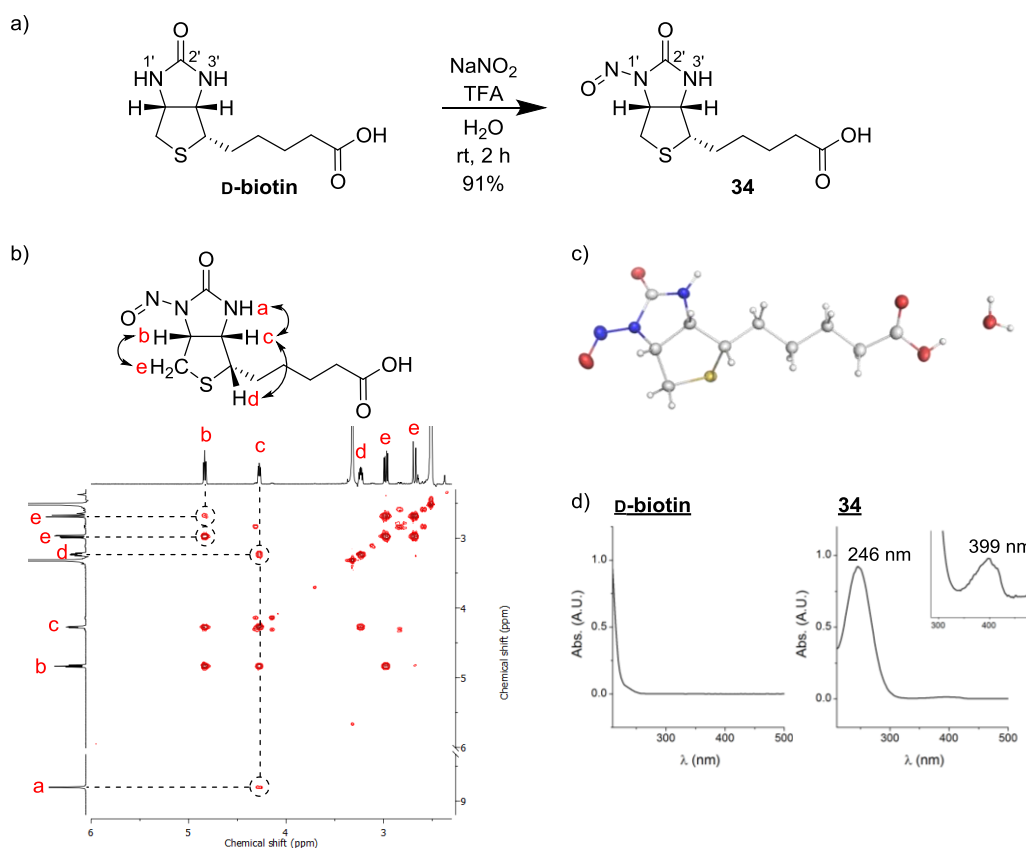 a)
O
1' 2' 3'
HN NH
H H
S
OH
O
D-biotin
NaNO2
TFA
H2O
rt, 2 h
91%
O
1' 2' 3'
N N NH
O
H H
S
OH
O
34
b)
O
N N NH a
O
b H H c
e H2C
S
Hd
OH
O
b c d e e
e
e
d
c
b
a
3
4
5
6
9
Chemical shift (ppm)
6 5 4 3
Chemical shift (ppm)
c)
d) D-biotin 34
1.0
0.5
0.0
Abs. (A.U.)
300 400 500
λ (nm)
246 nm
399 nm
300 400
1.0
0.5
0.0
Abs. (A.U.)
300 400 500
λ (nm)